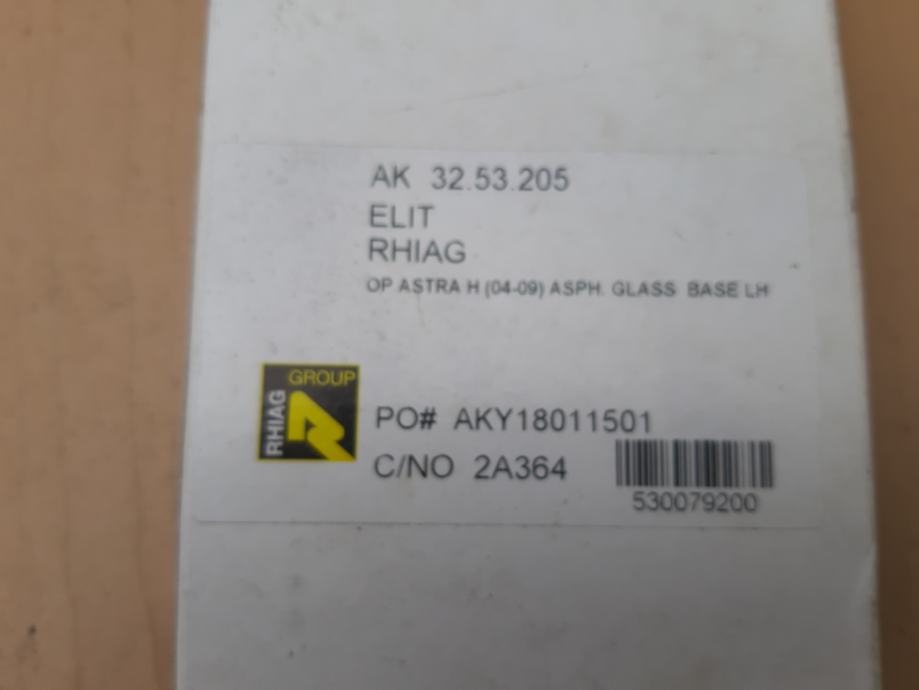 AK 32.53.205
ELIT
RHIAG
OP ASTRA H (04-09) ASPH. GLASS BASE LH
GROUP
RHIAG
PO# AKY18011501
C/NO 2A364
530079200